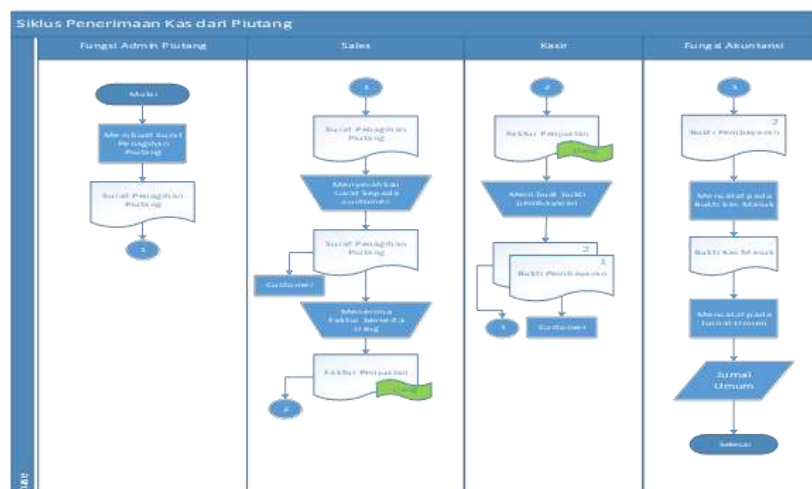 Siklus Penerimaan Kas dari Piutang
Fungsi Admin Piutang
Sales
Kasir
Fungsi Akuntansi
Mulai
Membuat Surat
Penagihan
Piutang
Surat Penagihan
Piutang
1
1
Surat Penagihan
Piutang
Menyerahkan
surat kepada
customer
Surat Penagihan
Piutang
Customer
Menerima
Faktur beserta
Uang
Faktur Penjualan
Uang
2
2
Faktur Penjualan
Uang
Membuat bukti
pembayaran
2
1
Bukti Pembayaran
3
Customer
3
2
Bukti Pembayaran
Mencatat pada
Bukti Kas Masuk
Bukti Kas Masuk
Mencatat pada
Jurnal Umum
Jurnal
Umum
Selesai